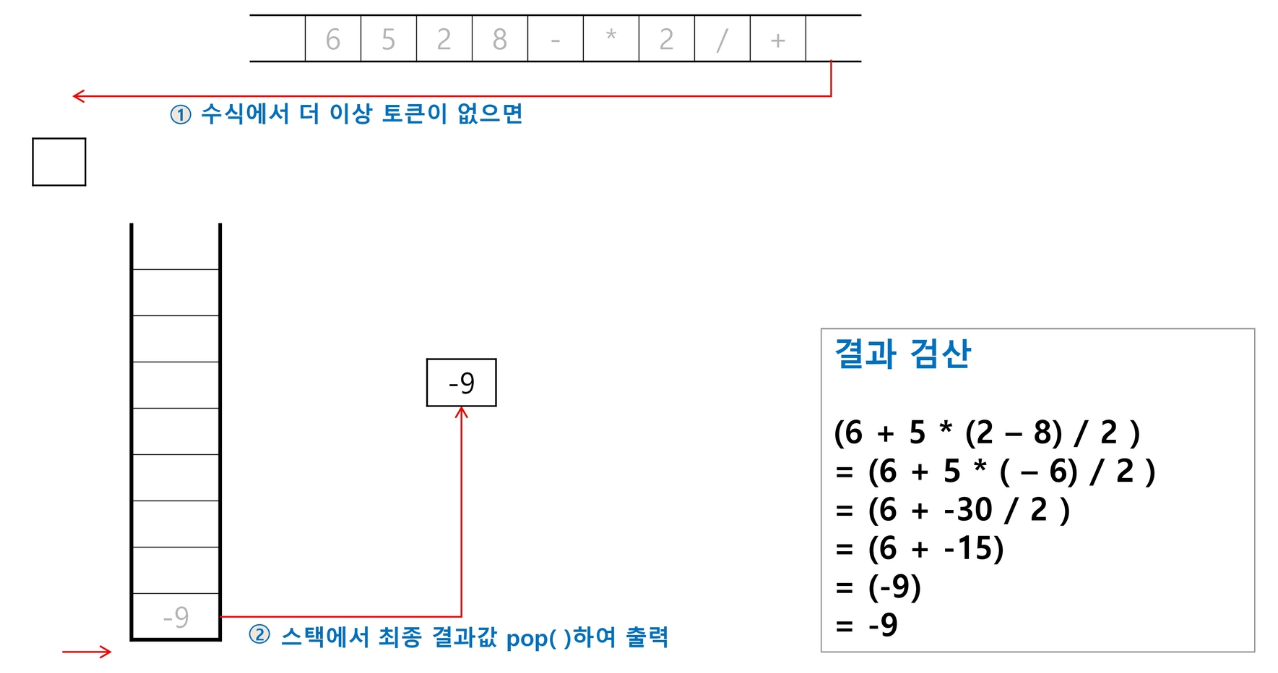 6 5 2 8 - * 2 / +
① 수식에서 더 이상 토큰이 없으면
-9
결과 검산
(6 + 5 * (2 – 8) / 2 )
= (6 + 5 * ( – 6) / 2 )
= (6 + -30 / 2 )
= (6 + -15)
= (-9)
= -9
-9
② 스택에서 최종 결과값 pop( )하여 출력